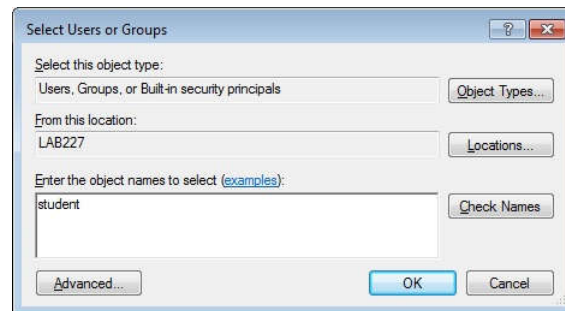 Select Users or Groups
Select this object type:
Users, Groups, or Built-in security principals
Object Types...
From this location:
LAB227
Locations...
Enter the object names to select (examples):
student
Check Names
Advanced...
OK
Cancel